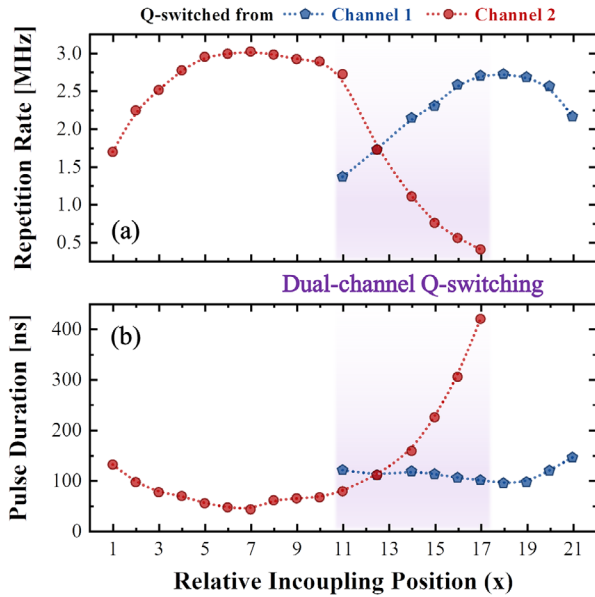 Q-switched from Channel 1 Channel 2
Repetition Rate [MHz]
3.0
2.5
2.0
1.5
1.0
0.5
(a)
Dual-channel Q-switching
Pulse Duration [ns]
400
300
200
100
0
(b)
1 3 5 7 9 11 13 15 17 19 21
Relative Incoupling Position (x)